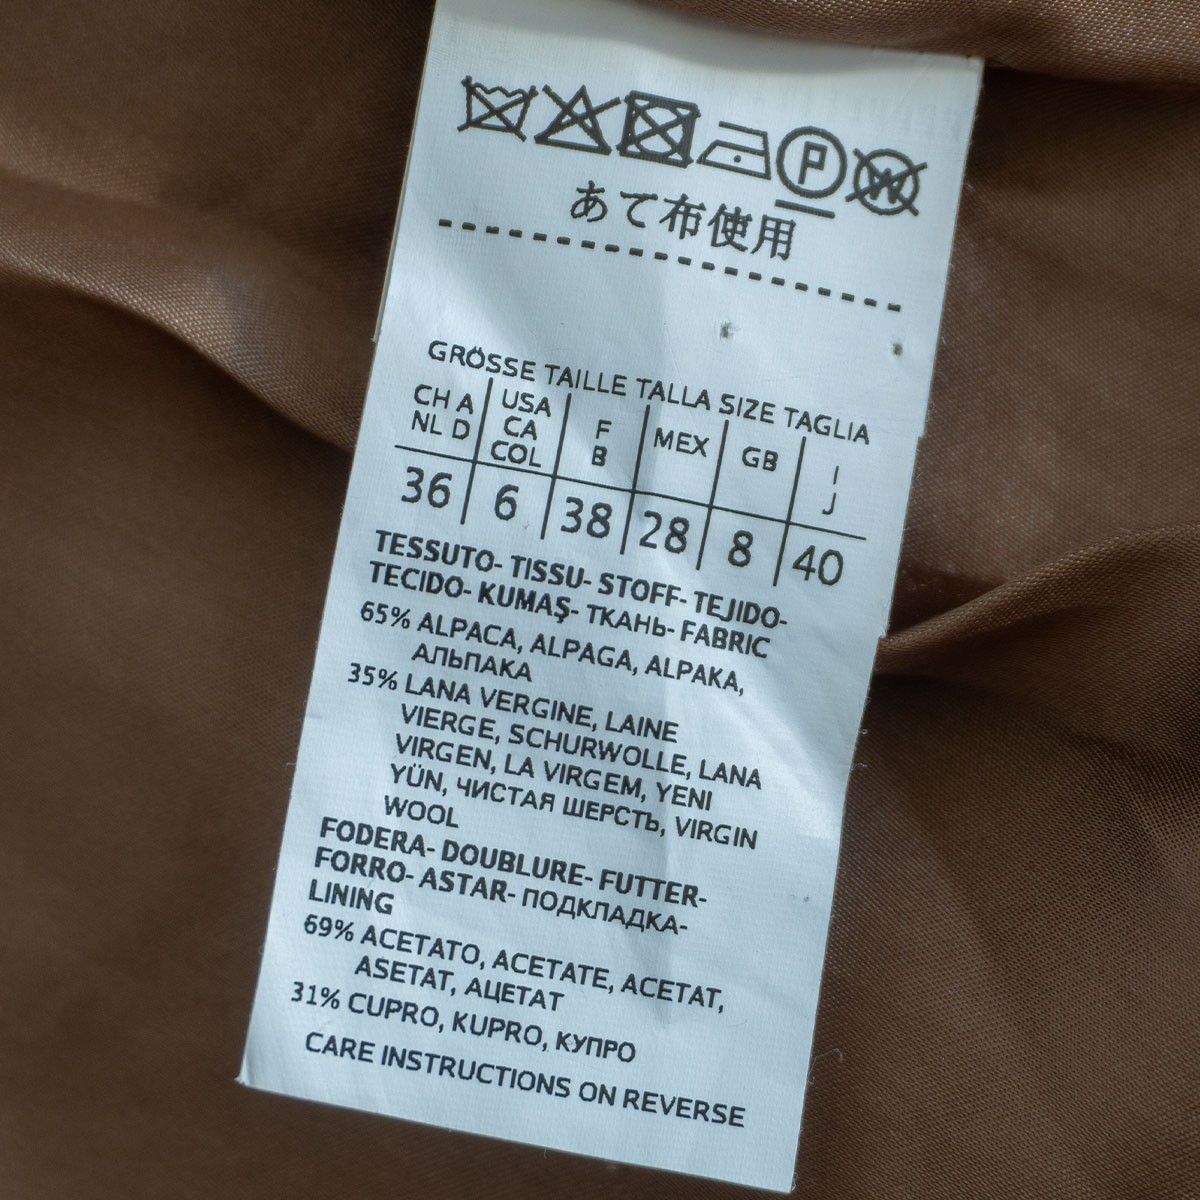 P W
あて布使用
GRÖSSE TAILLE TALLA SIZE TAGLIA
CH A NL D | USA CA COL | F B | MEX | GB | I J
36 | 6 | 38 | 28 | 8 | 40
TESSUTO- TISSU- STOFF- TEJIDO-
TECIDO- KUMAŞ- ТКАНЬ- FABRIC
65% ALPACA, ALPAGA, ALPAKA,
АЛЬПАКА
35% LANA VERGINE, LAINE
VIERGE, SCHURWOLLE, LANA
VIRGEN, LA VIRGEM, YENI
YÜN, ЧИСТАЯ ШЕРСТЬ, VIRGIN
WOOL
FODERA- DOUBLURE- FUTTER-
FORRO- ASTAR- ПОДКЛАДКА-
LINING
69% ACETATO, ACETATE, ACETAT,
ASETAT, АЦЕТАТ
31% CUPRO, KUPRO, КУПРО
CARE INSTRUCTIONS ON REVERSE